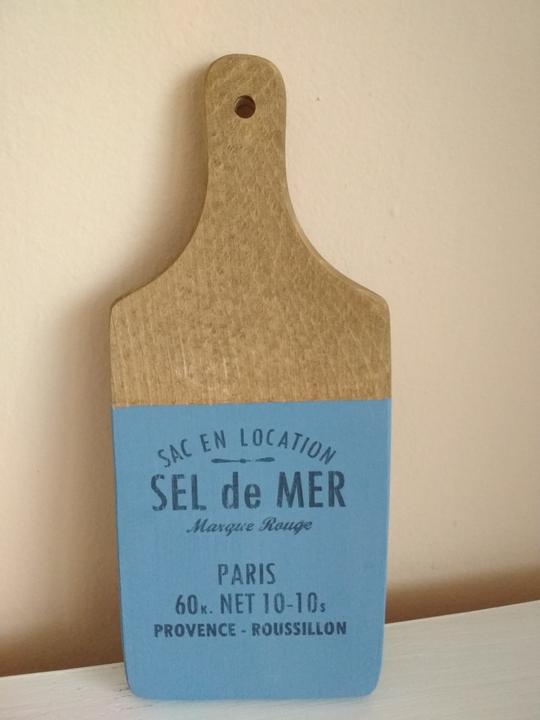 SAC EN LOCATION
SEL de MER
Marque Rouge
PARIS
60K. NET 10-10s
PROVENCE - ROUSSILLON